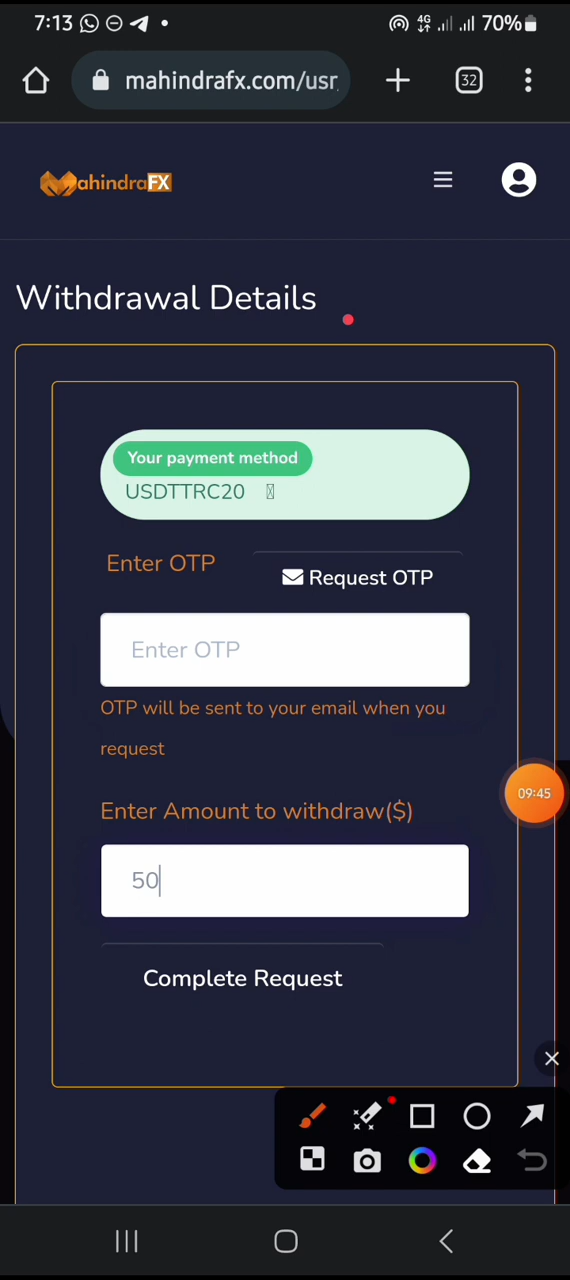 7:13
4G
70%
mahindrafx.com/usr
32
MahindraFX
Withdrawal Details
Your payment method
USDTTRC20
Enter OTP
Request OTP
Enter OTP
OTP will be sent to your email when you
request
09:45
Enter Amount to withdraw($)
50
Complete Request